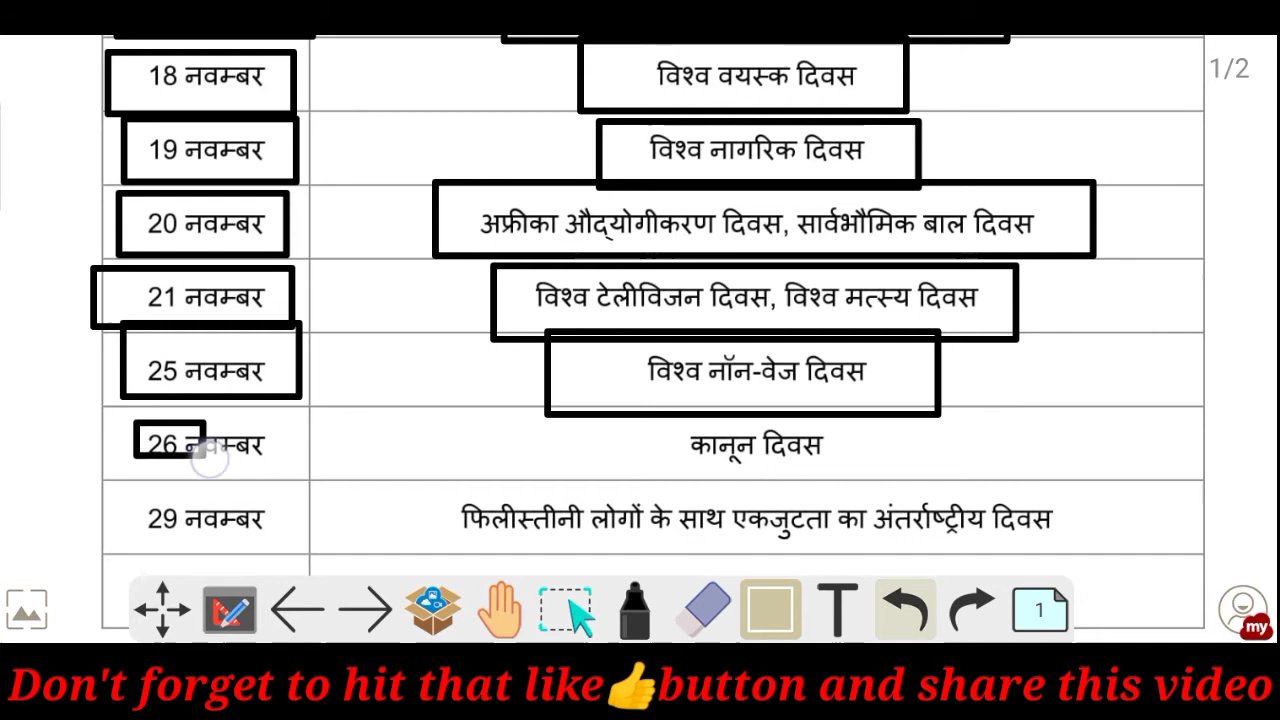 1/2
18 नवम्बर विश्व वयस्क दिवस
19 नवम्बर विश्व नागरिक दिवस
20 नवम्बर अफ्रीका औद्योगीकरण दिवस, सार्वभौमिक बाल दिवस
21 नवम्बर विश्व टेलीविजन दिवस, विश्व मत्स्य दिवस
25 नवम्बर विश्व नॉन-वेज दिवस
26 नवम्बर कानून दिवस
29 नवम्बर फिलीस्तीनी लोगों के साथ एकजुटता का अंतर्राष्ट्रीय दिवस
T
1
my
Don't forget to hit that like👍button and share this video